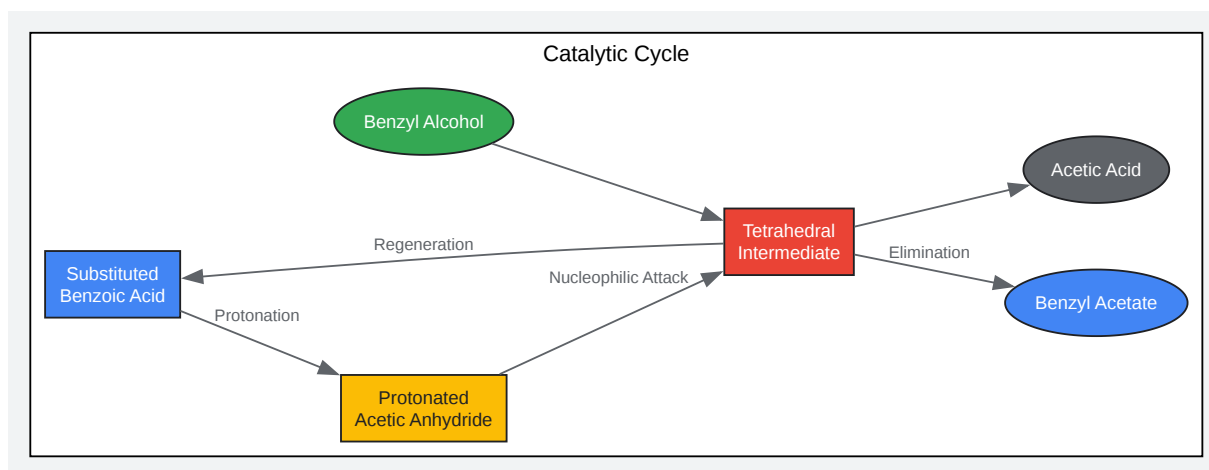 Catalytic Cycle
Benzyl Alcohol
Acetic Acid
Tetrahedral
Intermediate
Regeneration
Elimination
Substituted
Benzoic Acid
Nucleophilic Attack
Benzyl Acetate
Protonation
Protonated
Acetic Anhydride